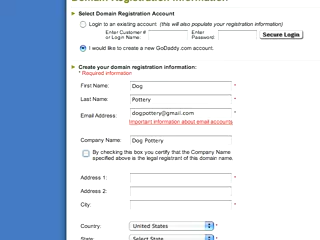 Domain Registration Information
Select Domain Registration Account
Login to an existing account (this will also populate your registration information)
Enter Customer # or Login Name:
Enter Password:
Secure Login
I would like to create a new GoDaddy.com account.
Create your domain registration information:
* Required information
First Name: Dog *
Last Name: Pottery *
Email Address: dogpottery@gmail.com *
Important information about email accounts
Company Name: Dog Pottery
By checking this box you certify that the Company Name
specified above is the legal registrant of this domain name.
Address 1: *
Address 2:
City: *
Country: United States *
State: Select State *